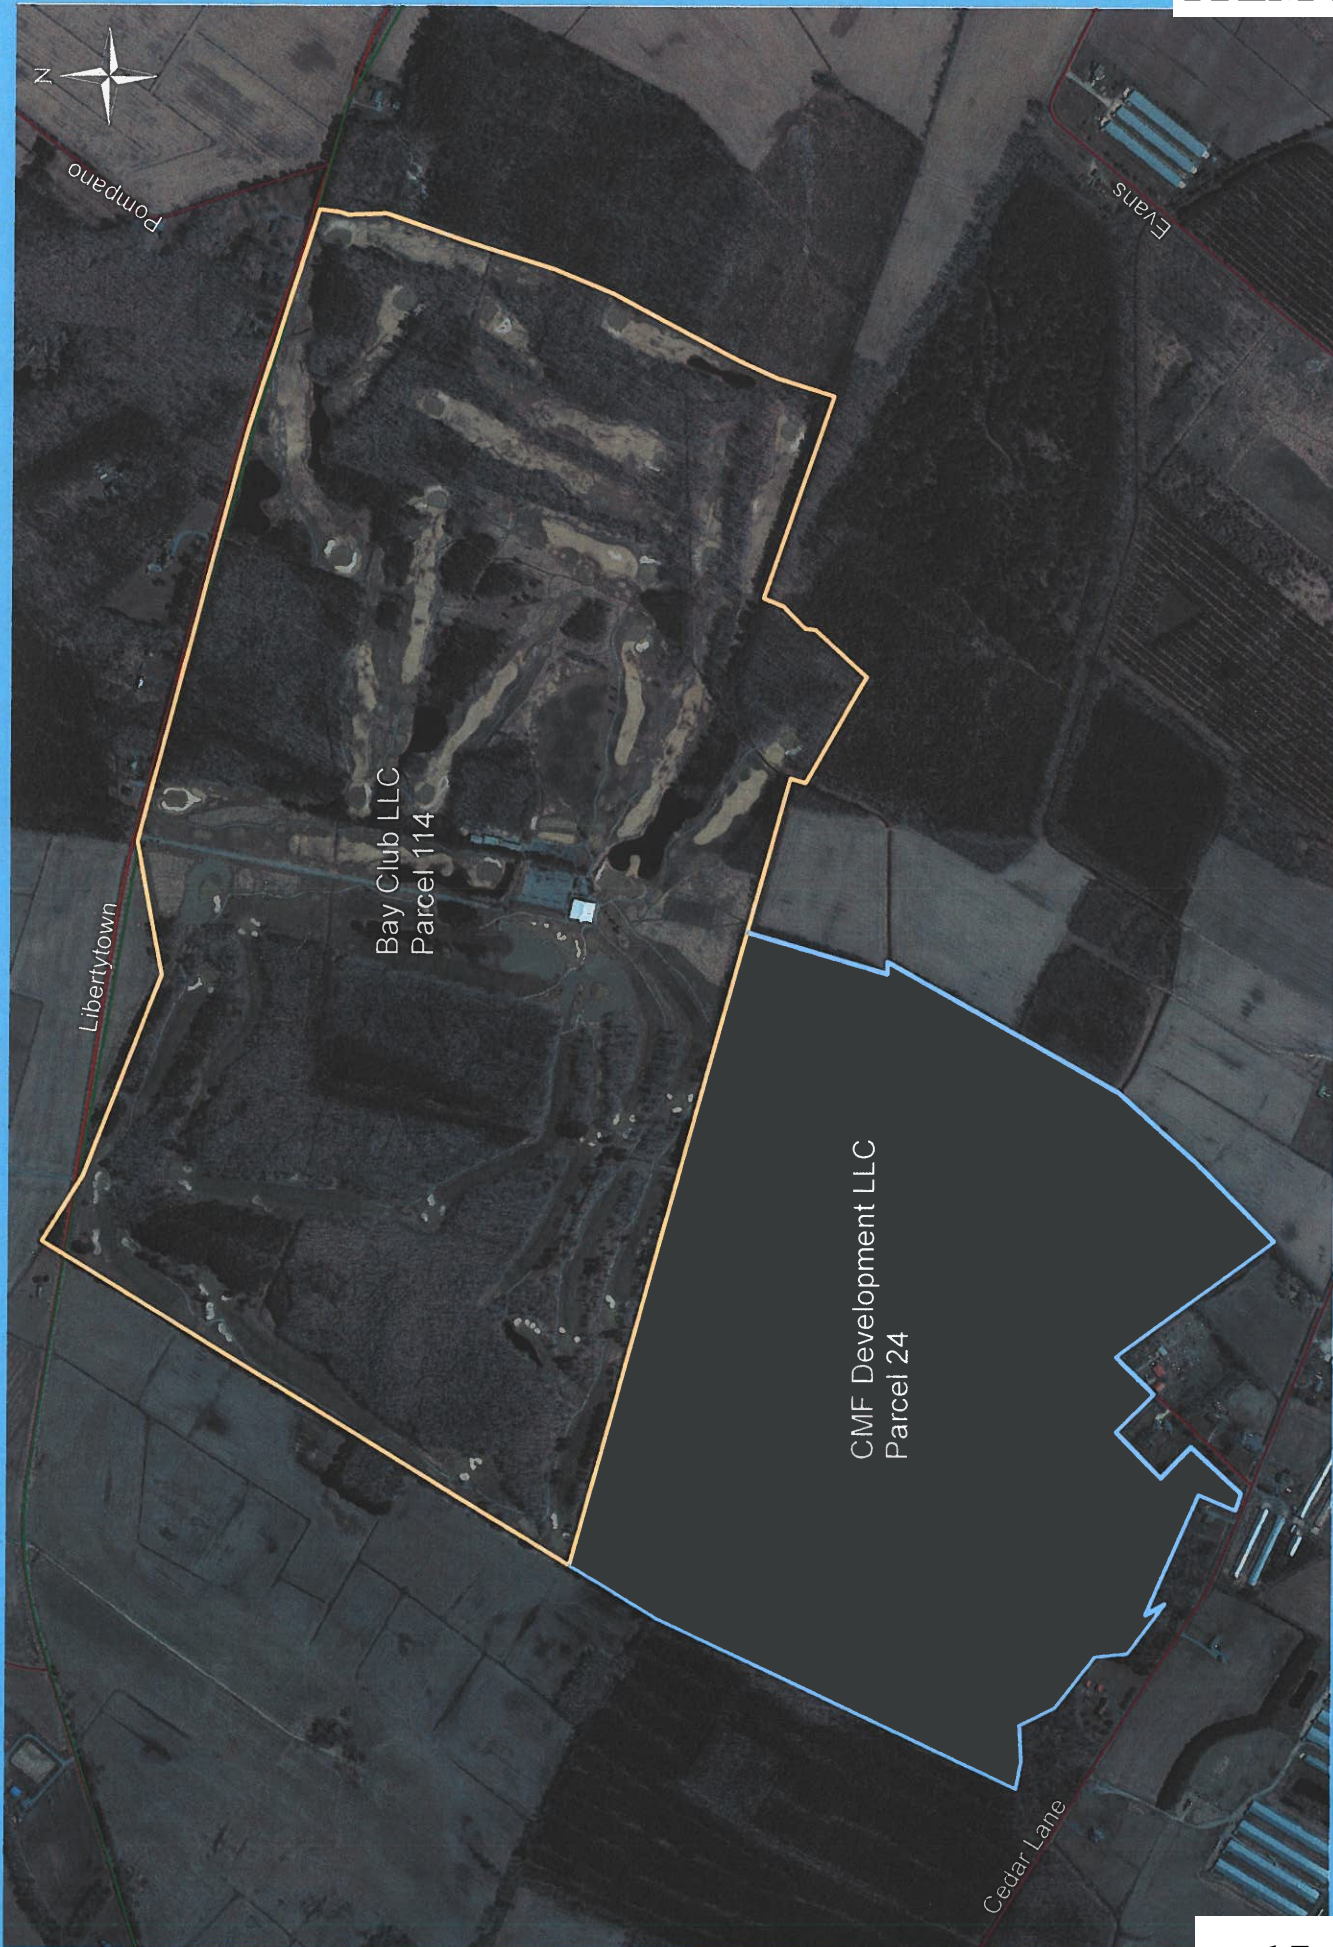 N
Pompano
Evans
Libertytown
Bay Club LLC
Parcel 114
CMF Development LLC
Parcel 24
Cedar Lane